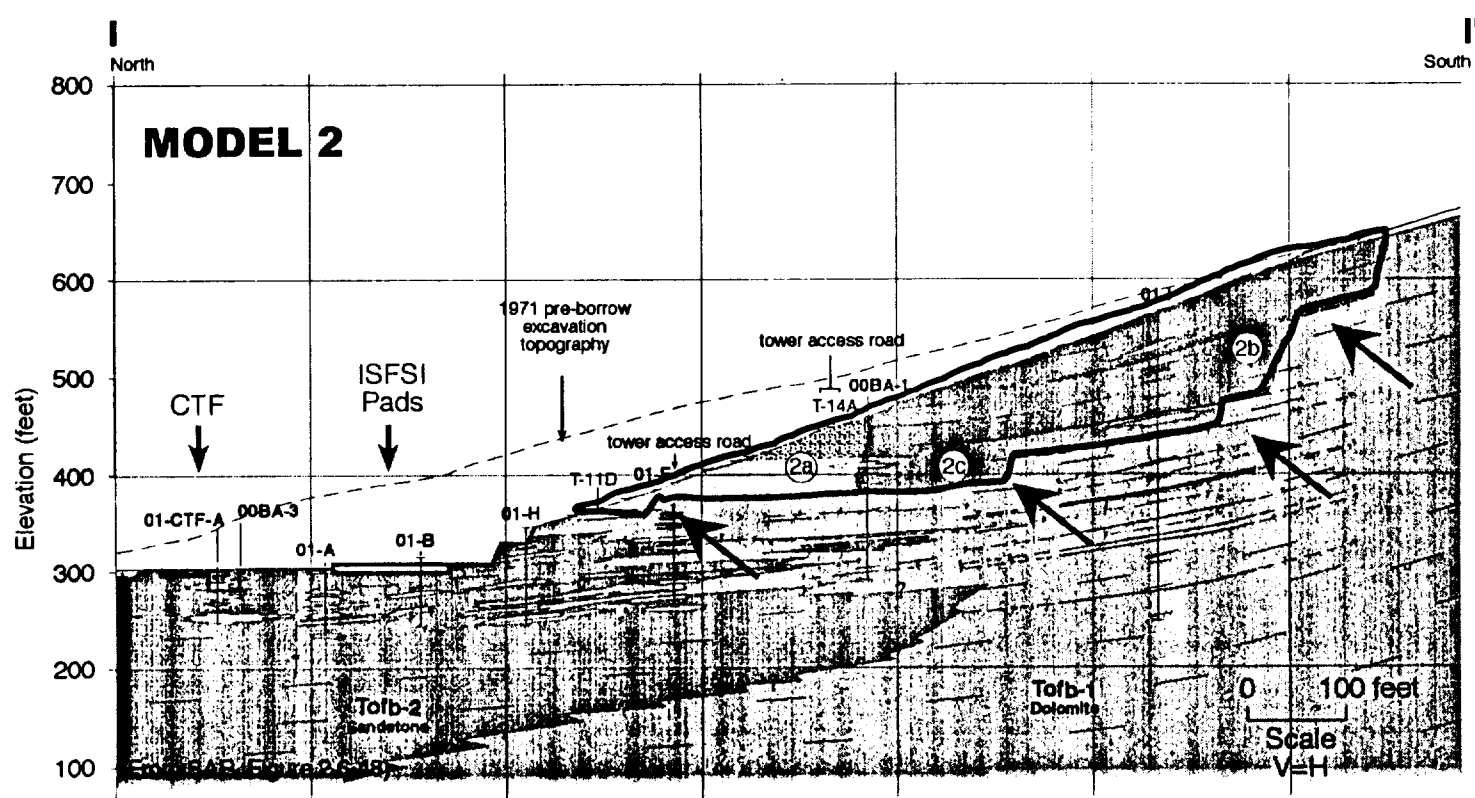 I
I'
North
South
800
MODEL 2
700
600
1971 pre-borrow
excavation
topography
01-I
tower access road
2b
500
ISFSI
Pads
00BA-1
T-14A
CTF
tower access road
400
T-11D
01-F
2a
2c
01-CTF-A
00BA-3
01-H
01-A
01-B
300
?
200
Tofb-2
Sandstone
Tofb-1
Dolomite
0 100 feet
Scale
V=H
100
Elevation (feet)